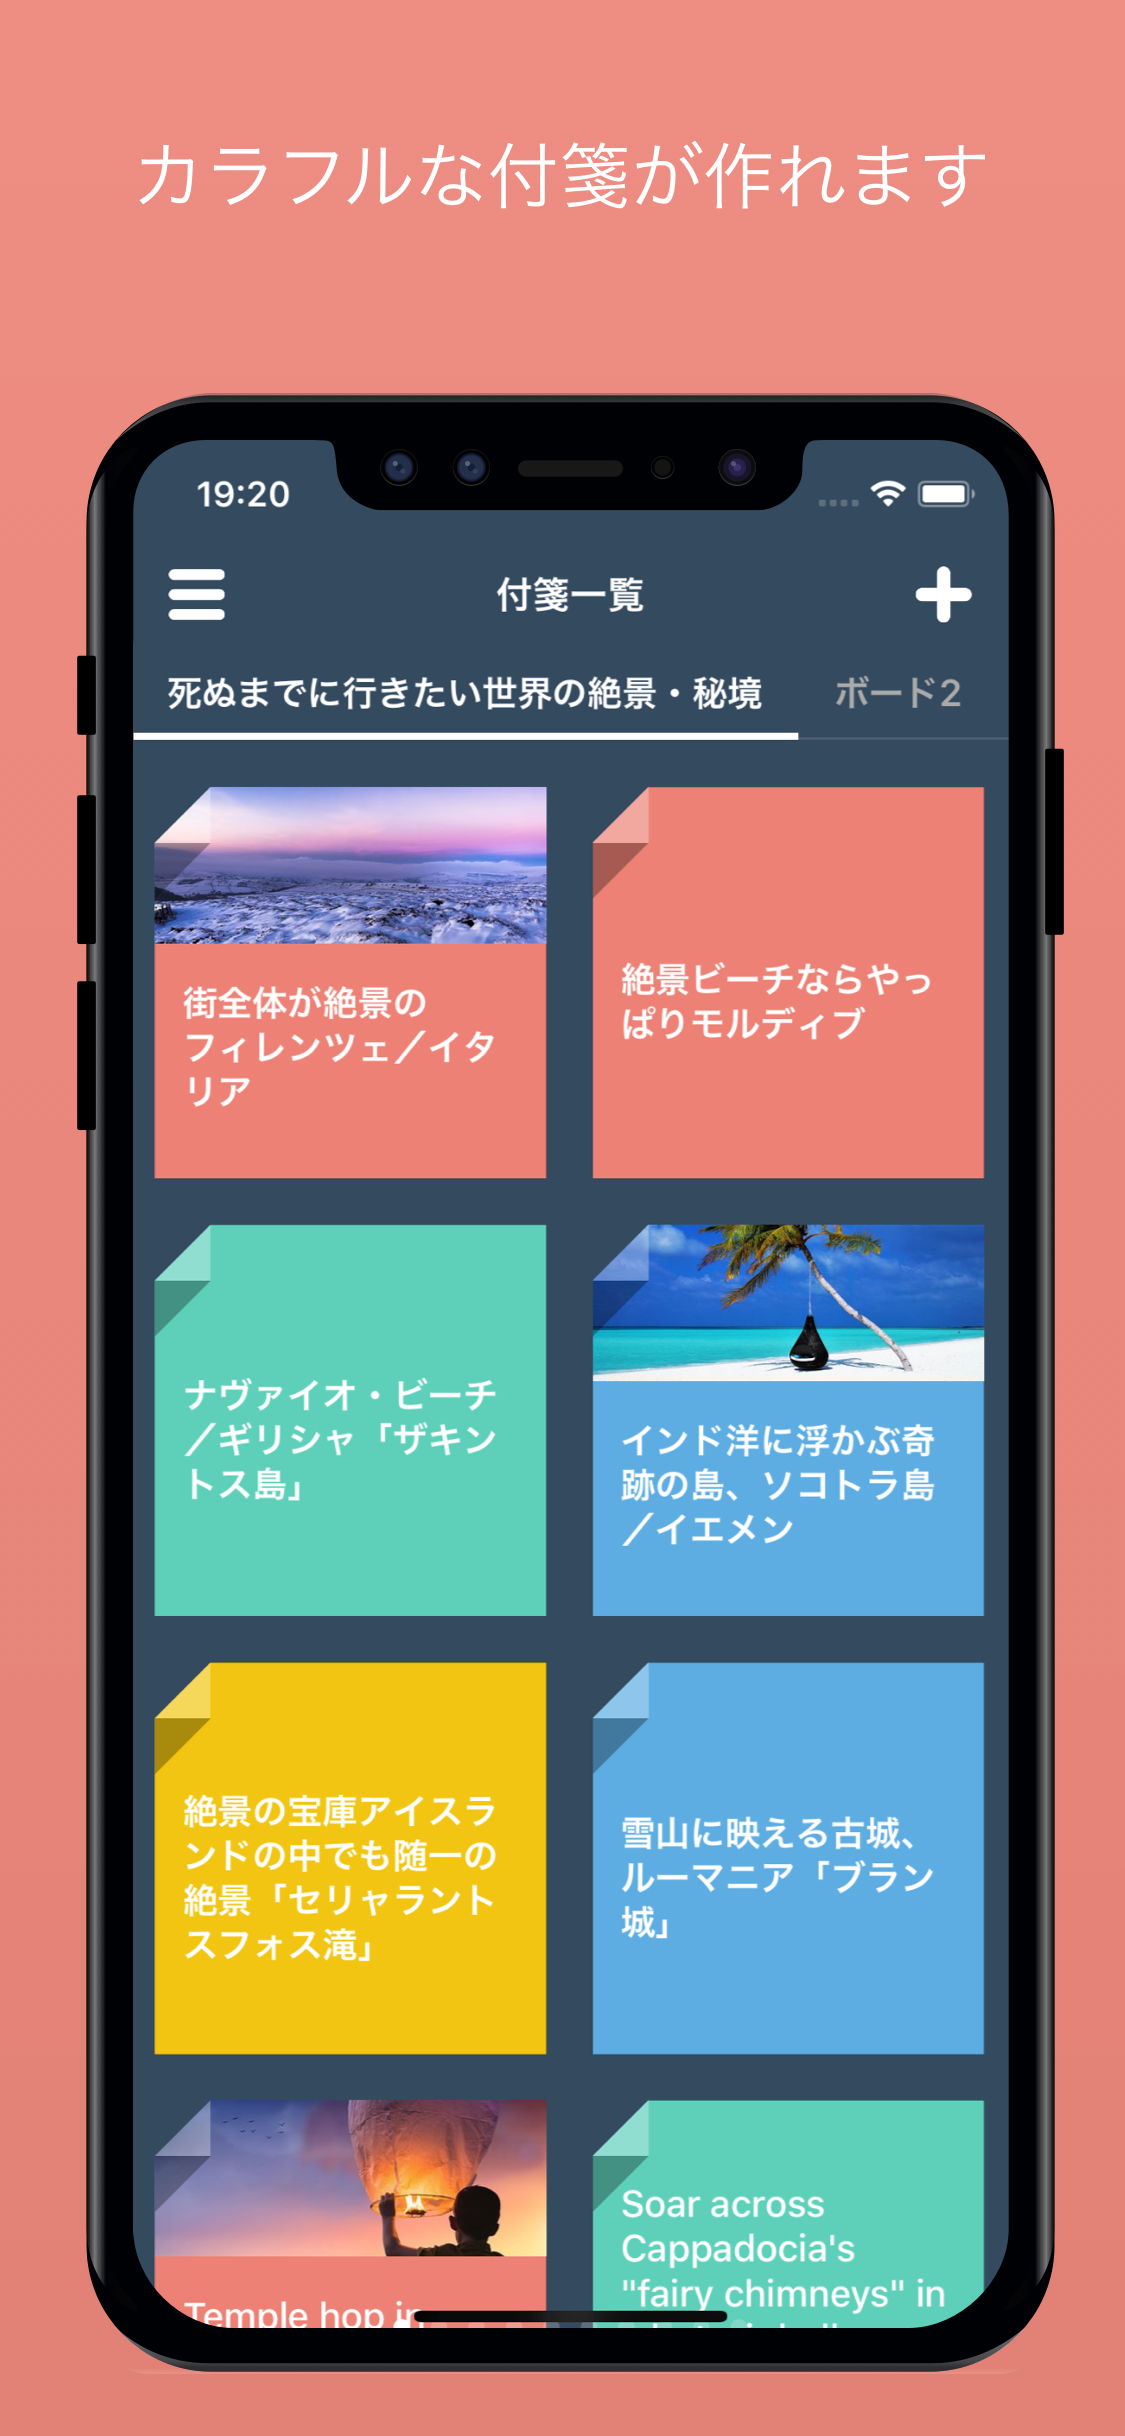 カラフルな付箋が作れます
19:20
付箋一覧
死ぬまでに行きたい世界の絶景・秘境
ボード2
街全体が絶景の
フィレンツェ／イタ
リア
絶景ビーチならやっ
ぱりモルディブ
ナヴァイオ・ビーチ
／ギリシャ「ザキン
トス島」
インド洋に浮かぶ奇
跡の島、ソコトラ島
／イエメン
絶景の宝庫アイスラ
ンドの中でも随一の
絶景「セリャラント
スフォス滝」
雪山に映える古城、
ルーマニア「ブラン
城」
Temple hop in
Soar across
Cappadocia's
"fairy chimneys" in